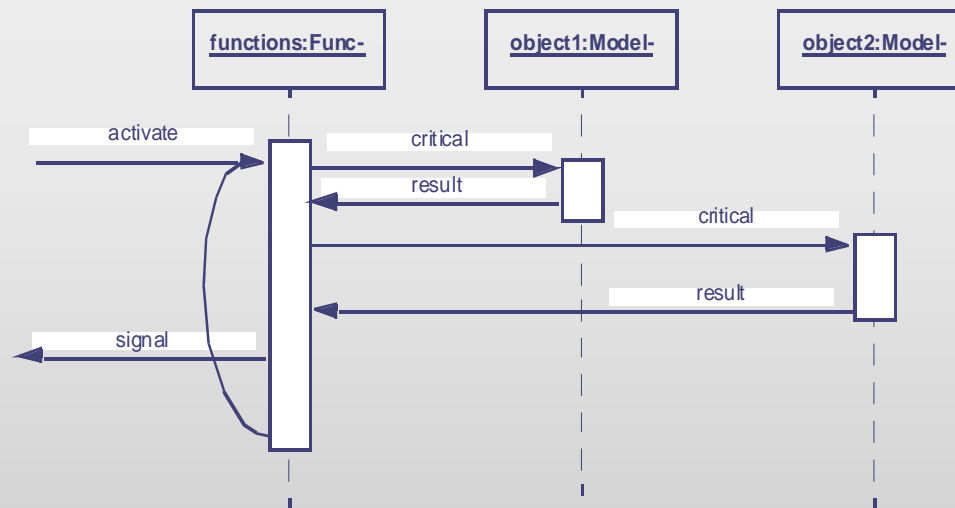 functions:Func-
object1:Model-
object2:Model-
activate
critical
result
critical
result
signal